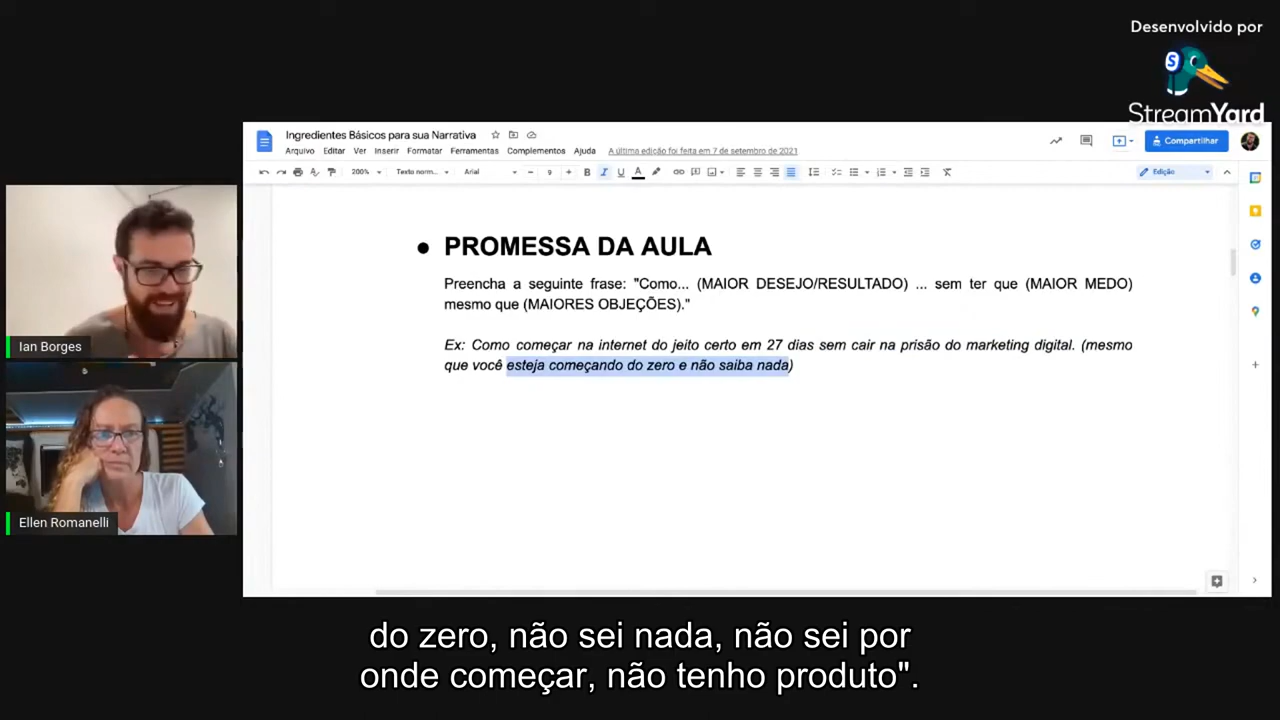 Desenvolvido por
StreamYard
Ingredientes Básicos para sua Narrativa
Arquivo Editar Ver Inserir Formatar Ferramentas Complementos Ajuda A última edição foi feita em 7 de setembro de 2021
Compartilhar
200% Texto norm... Arial 9 B I U A Edição
Ian Borges
Ellen Romanelli
● PROMESSA DA AULA
Preencha a seguinte frase: "Como... (MAIOR DESEJO/RESULTADO) ... sem ter que (MAIOR MEDO)
mesmo que (MAIORES OBJEÇÕES)."
Ex: Como começar na internet do jeito certo em 27 dias sem cair na prisão do marketing digital. (mesmo
que você esteja começando do zero e não saiba nada)
do zero, não sei nada, não sei por
onde começar, não tenho produto".